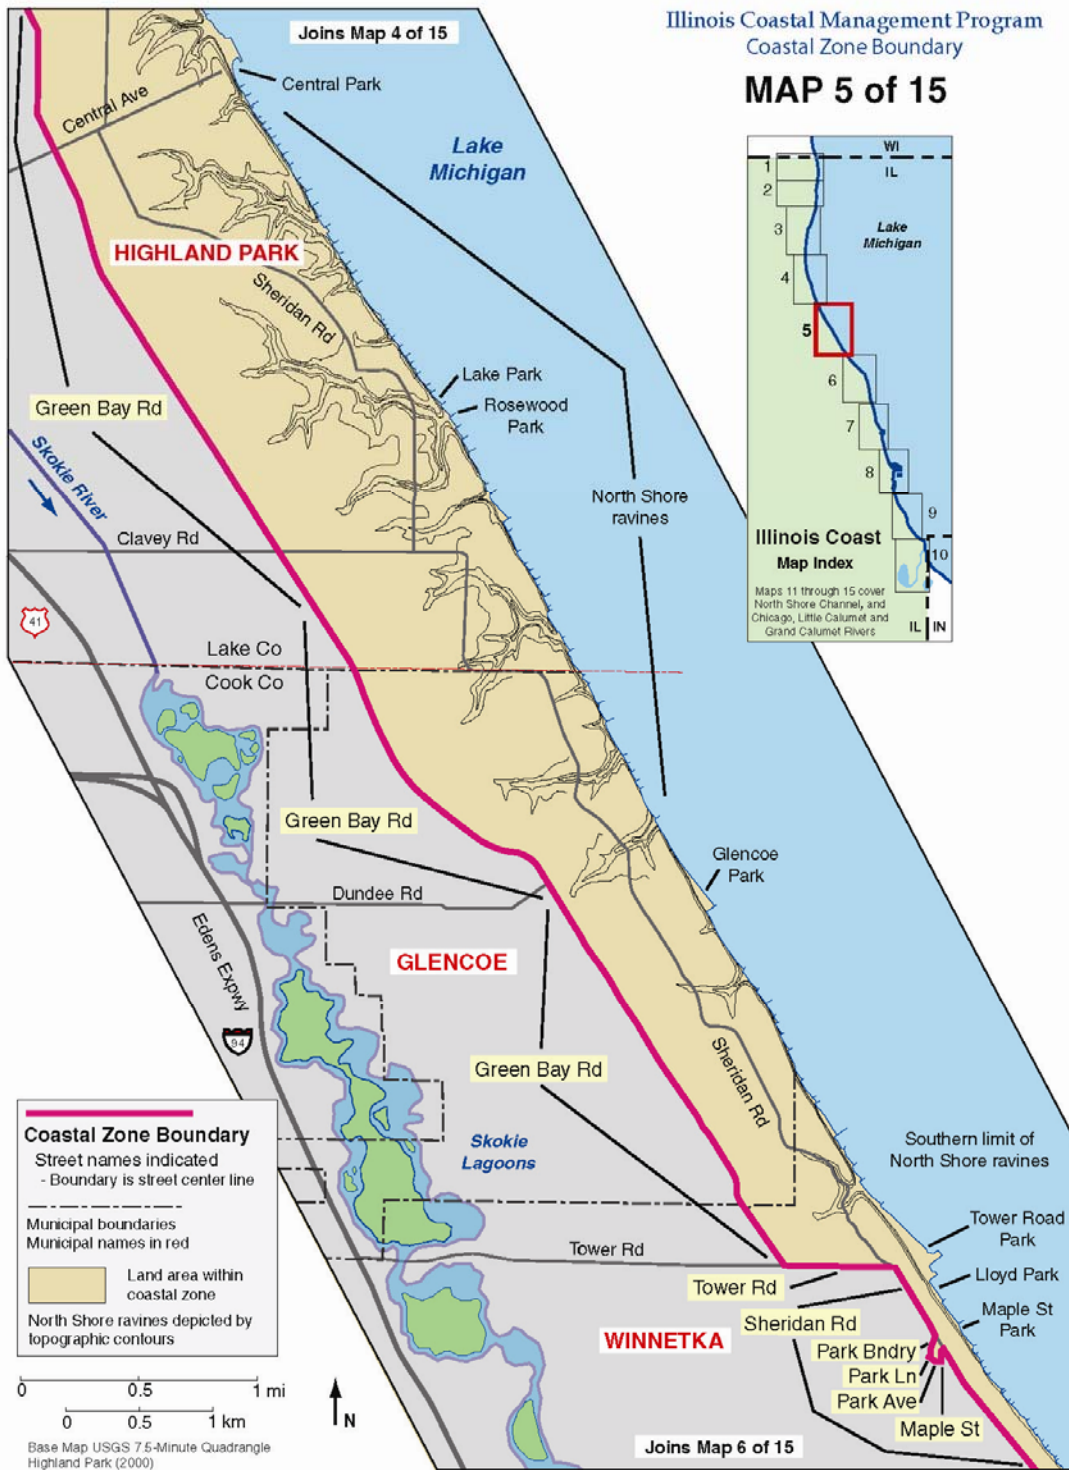 Illinois Coastal Management Program
Coastal Zone Boundary
MAP 5 of 15
Joins Map 4 of 15
Central Park
Central Ave
Lake
Michigan
WI
IL
1
2
3
4
5
6
7
8
9
10
Lake
Michigan
Illinois Coast
Map Index
Maps 11 through 15 cover
North Shore Channel, and
Chicago, Little Calumet and
Grand Calumet Rivers
IL
IN
HIGHLAND PARK
Sheridan Rd
Lake Park
Rosewood
Park
Green Bay Rd
Skokie River
North Shore
ravines
Clavey Rd
41
Lake Co
Cook Co
Green Bay Rd
Glencoe
Park
Dundee Rd
Edens Expwy
GLENCOE
94
Green Bay Rd
Sheridan Rd
Skokie
Lagoons
Southern limit of
North Shore ravines
Tower Road
Park
Tower Rd
Lloyd Park
Tower Rd
Maple St
Park
Sheridan Rd
WINNETKA
Park Bndry
Park Ln
Park Ave
Maple St
Joins Map 6 of 15
Coastal Zone Boundary
Street names indicated
- Boundary is street center line
Municipal boundaries
Municipal names in red
Land area within
coastal zone
North Shore ravines depicted by
topographic contours
0 0.5 1 mi
0 0.5 1 km
N
Base Map USGS 7.5-Minute Quadrangle
Highland Park (2000)